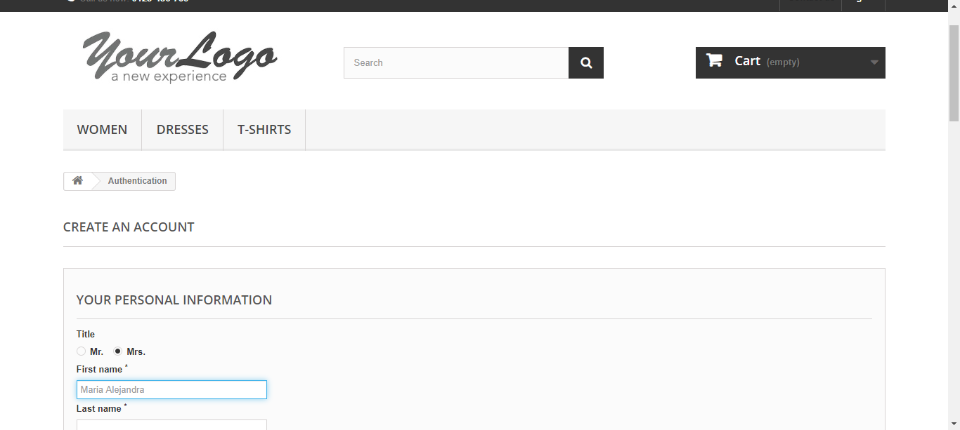 YourLogo
a new experience
Search
Cart (empty)
WOMEN DRESSES T-SHIRTS
Authentication
CREATE AN ACCOUNT
YOUR PERSONAL INFORMATION
Title
Mr. Mrs.
First name *
Maria Alejandra
Last name *